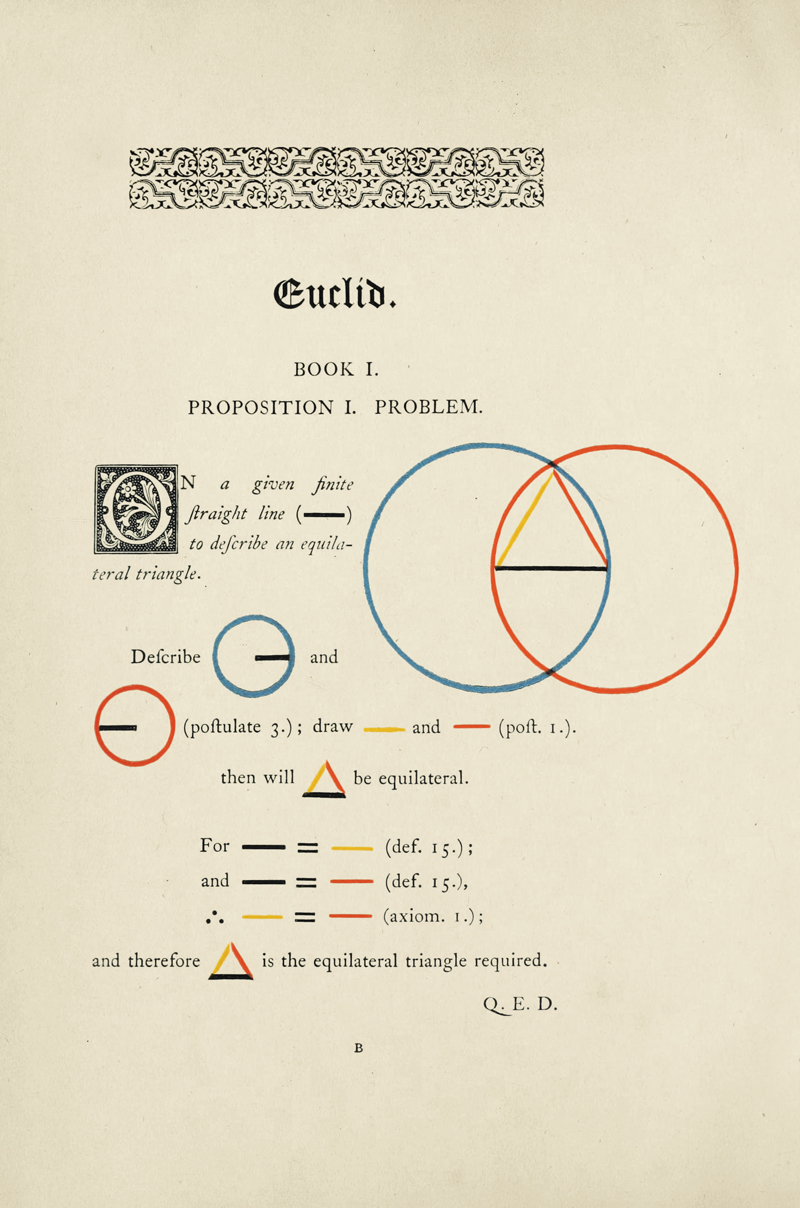 Euclid.
BOOK I.
PROPOSITION I. PROBLEM.
ON a given finite
ſtraight line ( )
to deſcribe an equila-
teral triangle.
Deſcribe and
(poſtulate 3.); draw and (poſt. 1.).
then will be equilateral.
For = (def. 15.);
and = (def. 15.),
∴ = (axiom. 1.);
and therefore is the equilateral triangle required.
Q. E. D.
B